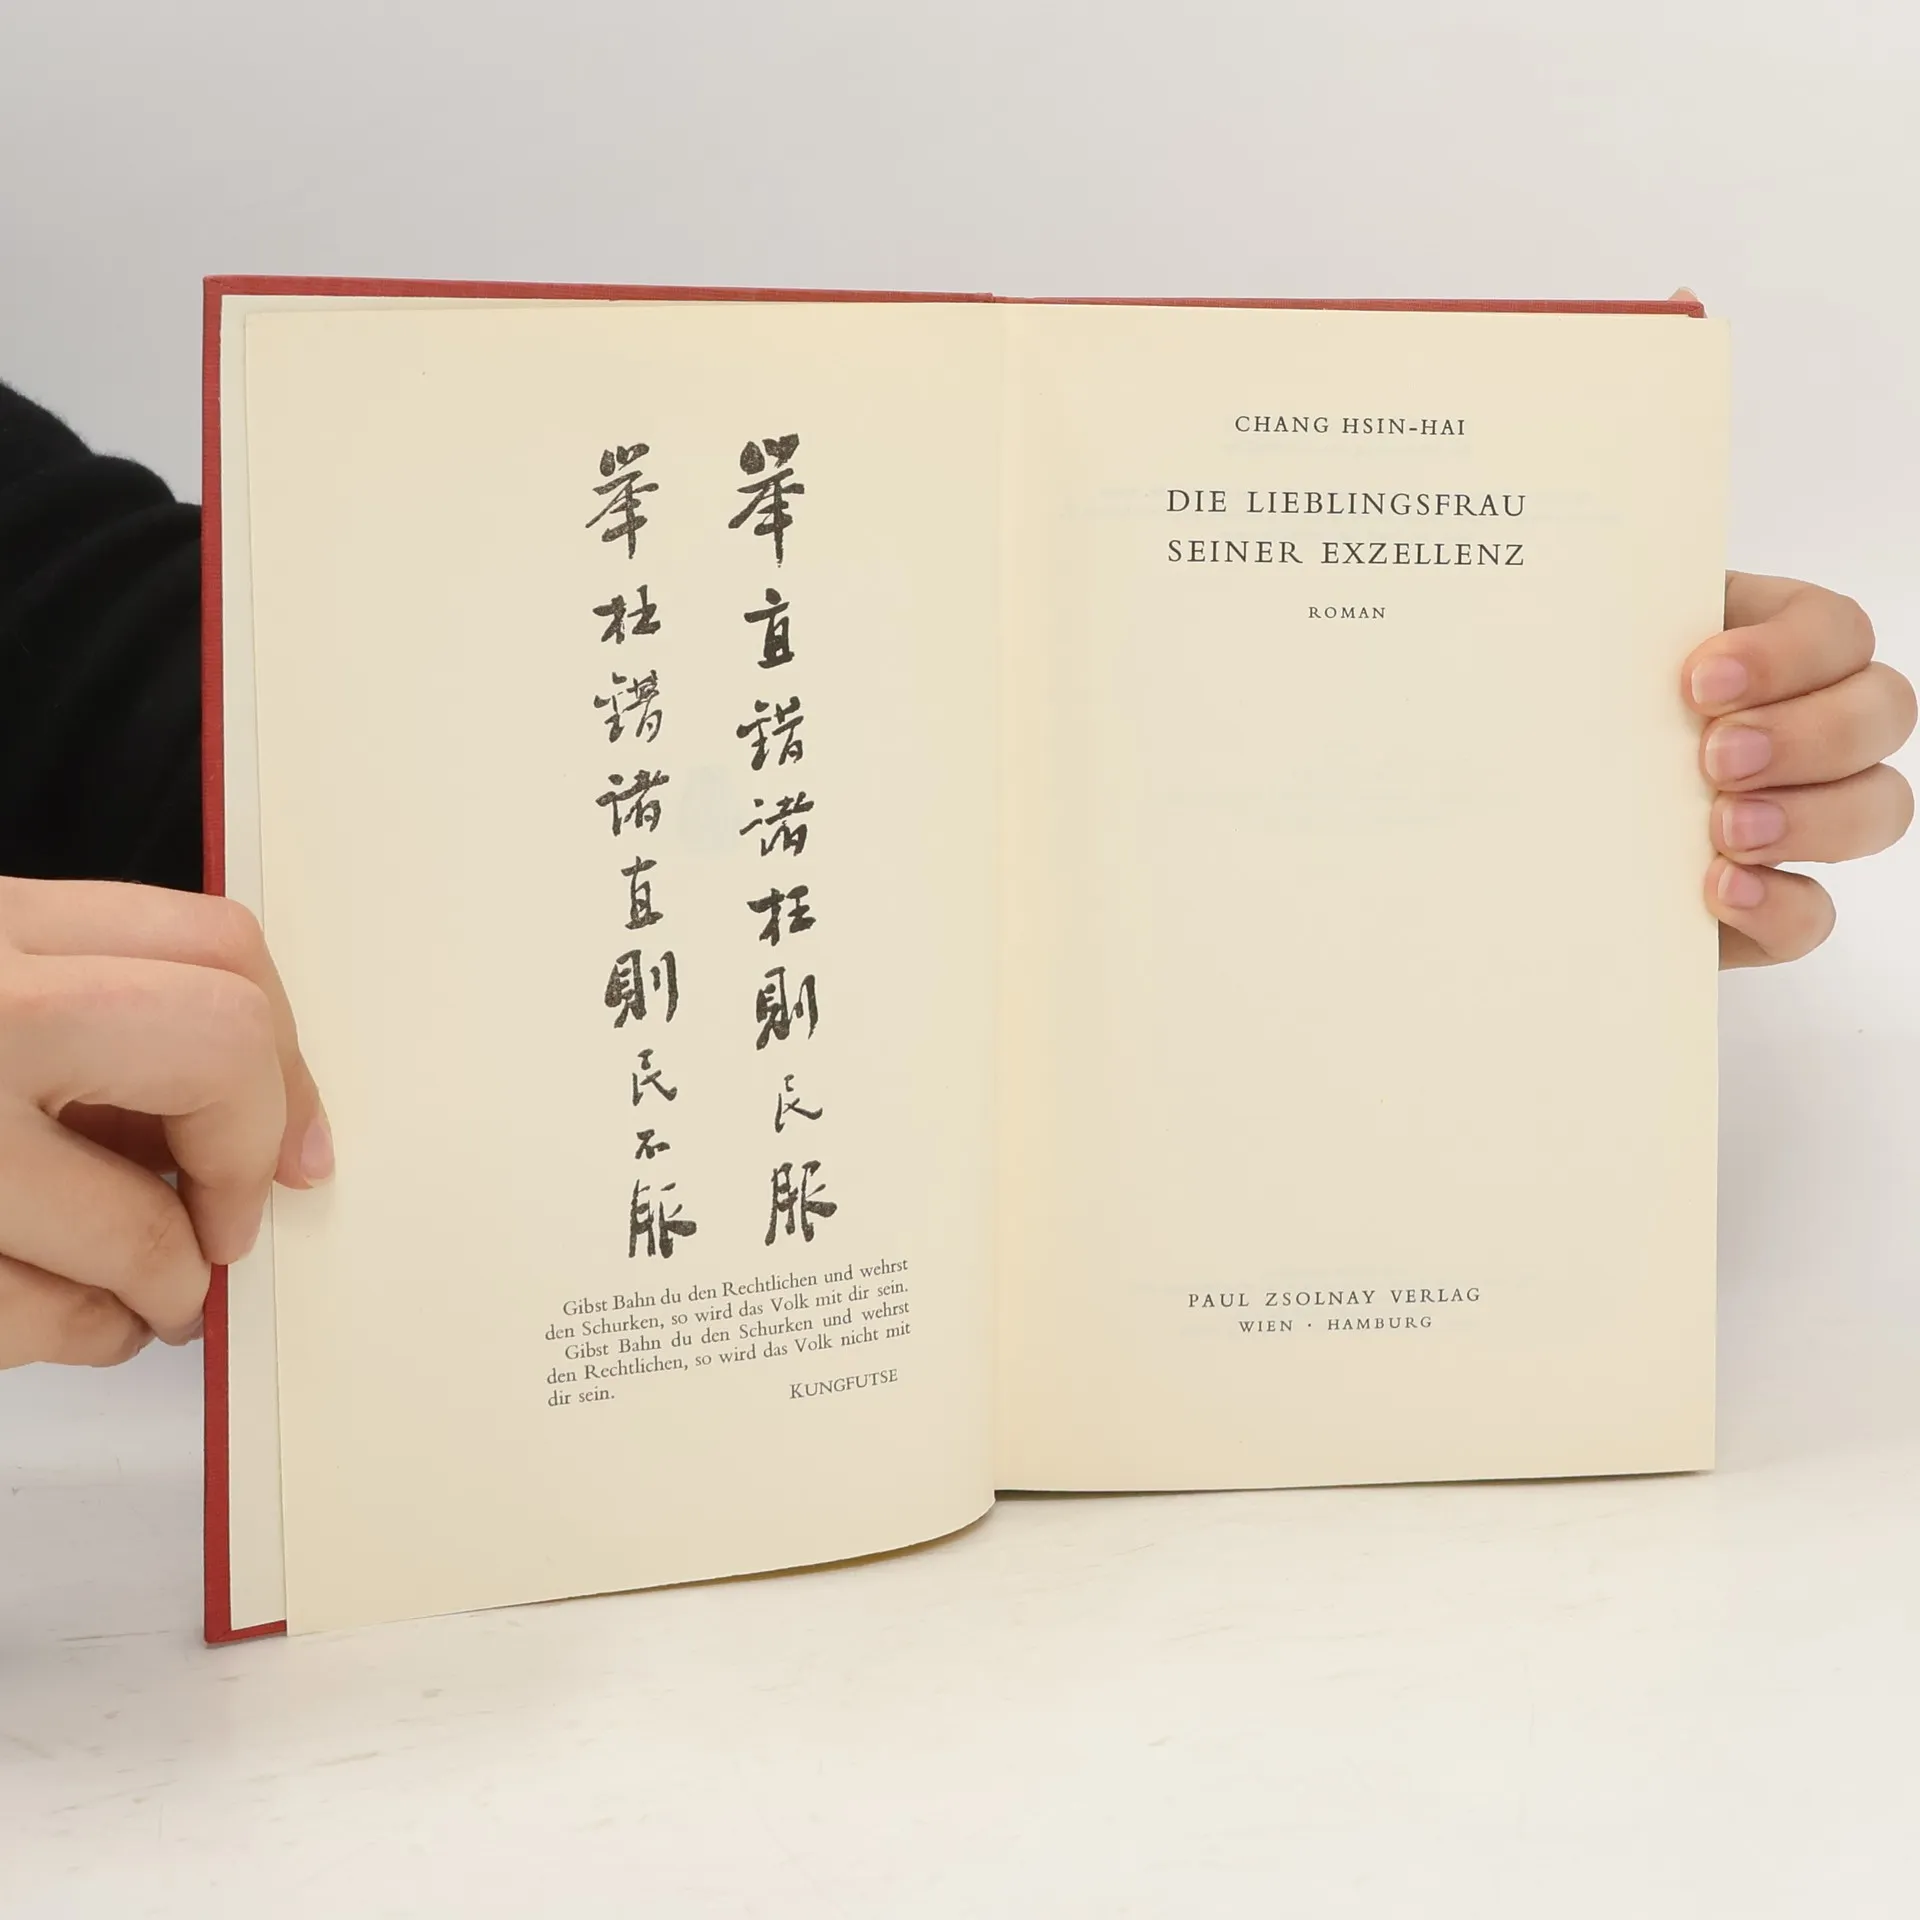 舉直錯諸枉則民服
舉枉錯諸直則民不服
Gibst Bahn du den Rechtlichen und wehrst
den Schurken, so wird das Volk mit dir sein.
Gibst Bahn du den Schurken und wehrst
den Rechtlichen, so wird das Volk nicht mit
dir sein.
KUNGFUTSE
CHANG HSIN-HAI
DIE LIEBLINGSFRAU
SEINER EXZELLENZ
ROMAN
PAUL ZSOLNAY VERLAG
WIEN · HAMBURG